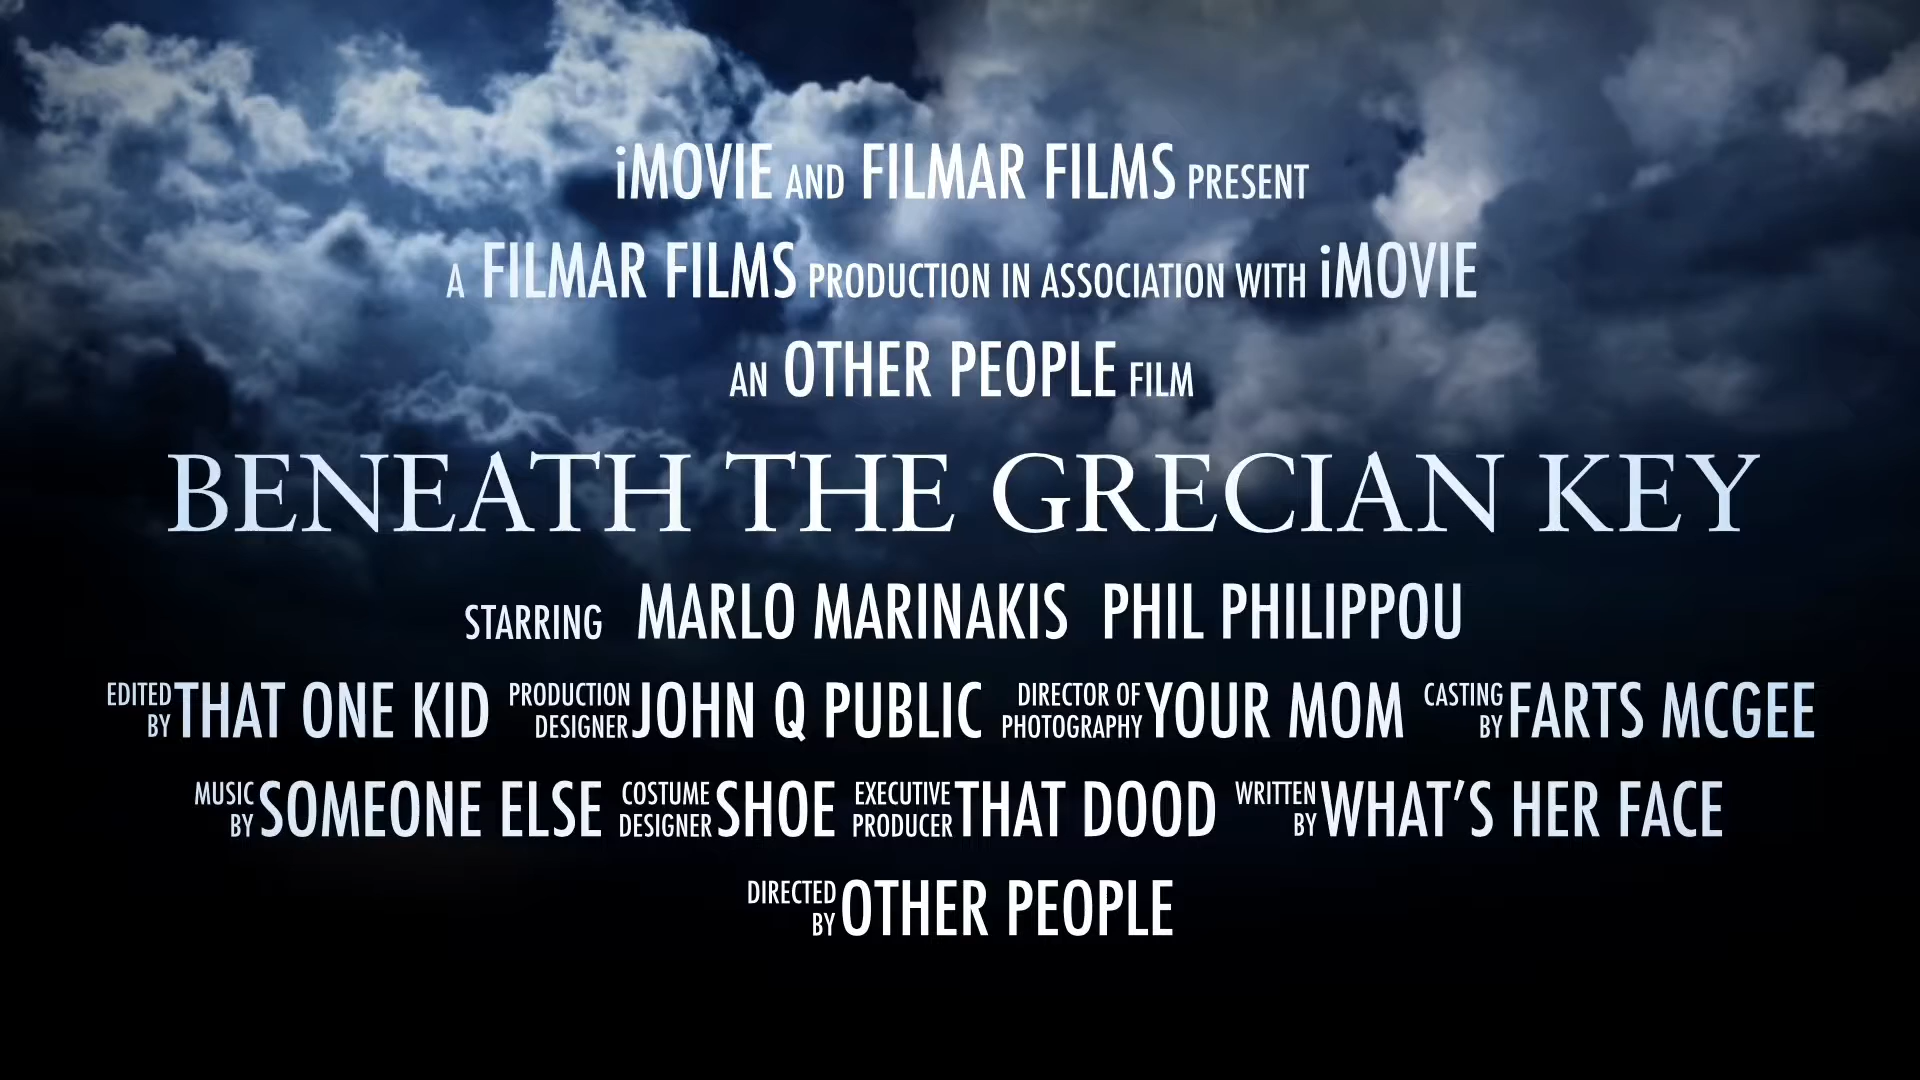 iMOVIE AND FILMAR FILMS PRESENT
A FILMAR FILMS PRODUCTION IN ASSOCIATION WITH iMOVIE
AN OTHER PEOPLE FILM
BENEATH THE GRECIAN KEY
STARRING MARLO MARINAKIS PHIL PHILIPPOU
EDITED BY THAT ONE KID PRODUCTION DESIGNER JOHN Q PUBLIC DIRECTOR OF PHOTOGRAPHY YOUR MOM CASTING BY FARTS MCGEE
MUSIC BY SOMEONE ELSE COSTUME DESIGNER SHOE EXECUTIVE PRODUCER THAT DOOD WRITTEN BY WHAT'S HER FACE
DIRECTED BY OTHER PEOPLE